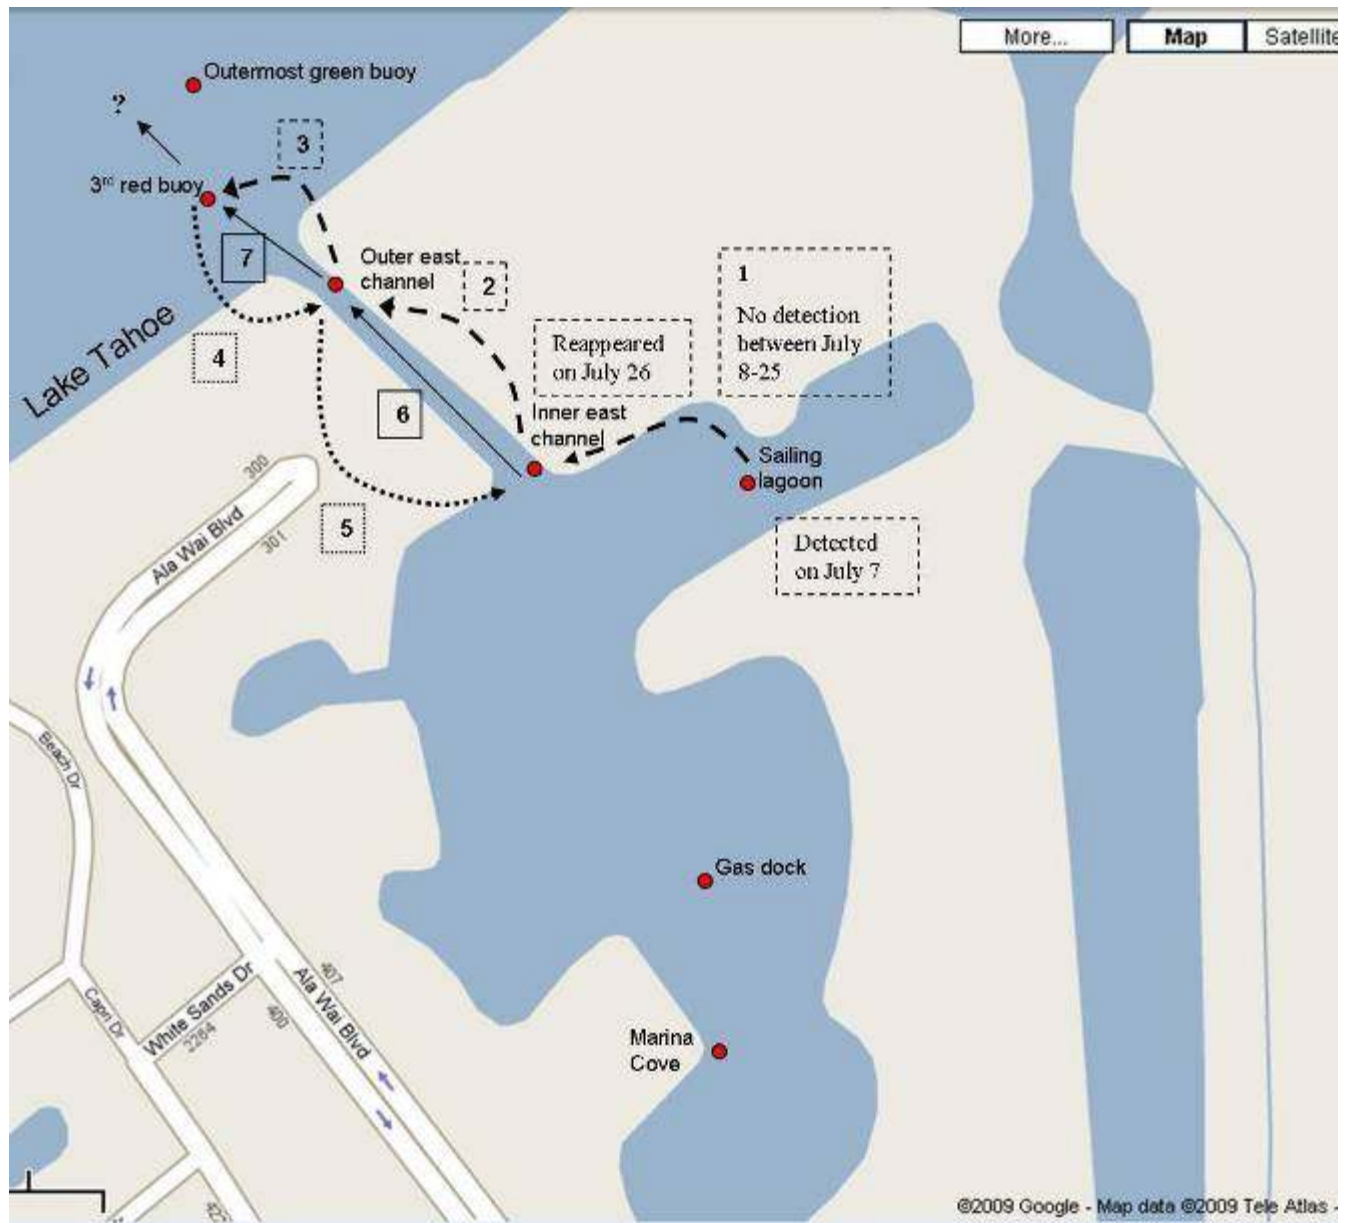 More...
Map
Satellite
Outermost green buoy
?
3
3rd red buoy
7
Outer east
channel
2
1
No detection
between July
8-25
Reappeared
on July 26
4
Lake Tahoe
6
Inner east
channel
Sailing
lagoon
5
Detected
on July 7
300
301
Ala Wai Blvd
Beach Dr
Gas dock
Marina
Cove
407
Ala Wai Blvd
400
White Sands Dr
2264
Capri Dr
©2009 Google - Map data ©2009 Tele Atlas -